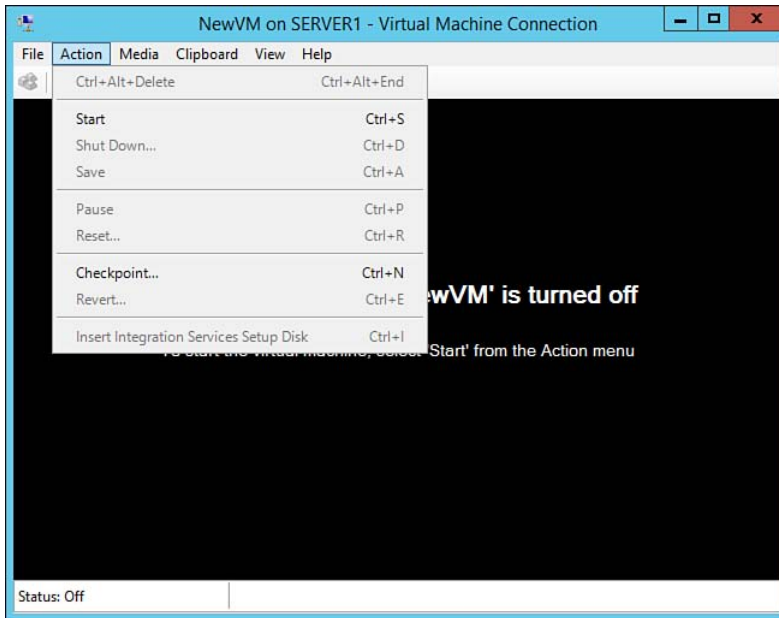 NewVM on SERVER1 - Virtual Machine Connection
File Action Media Clipboard View Help
Ctrl+Alt+Delete Ctrl+Alt+End
Start Ctrl+S
Shut Down... Ctrl+D
Save Ctrl+A
Pause Ctrl+P
Reset... Ctrl+R
Checkpoint... Ctrl+N
Revert... Ctrl+E
wVM' is turned off
Insert Integration Services Setup Disk Ctrl+I
'Start' from the Action menu
Status: Off